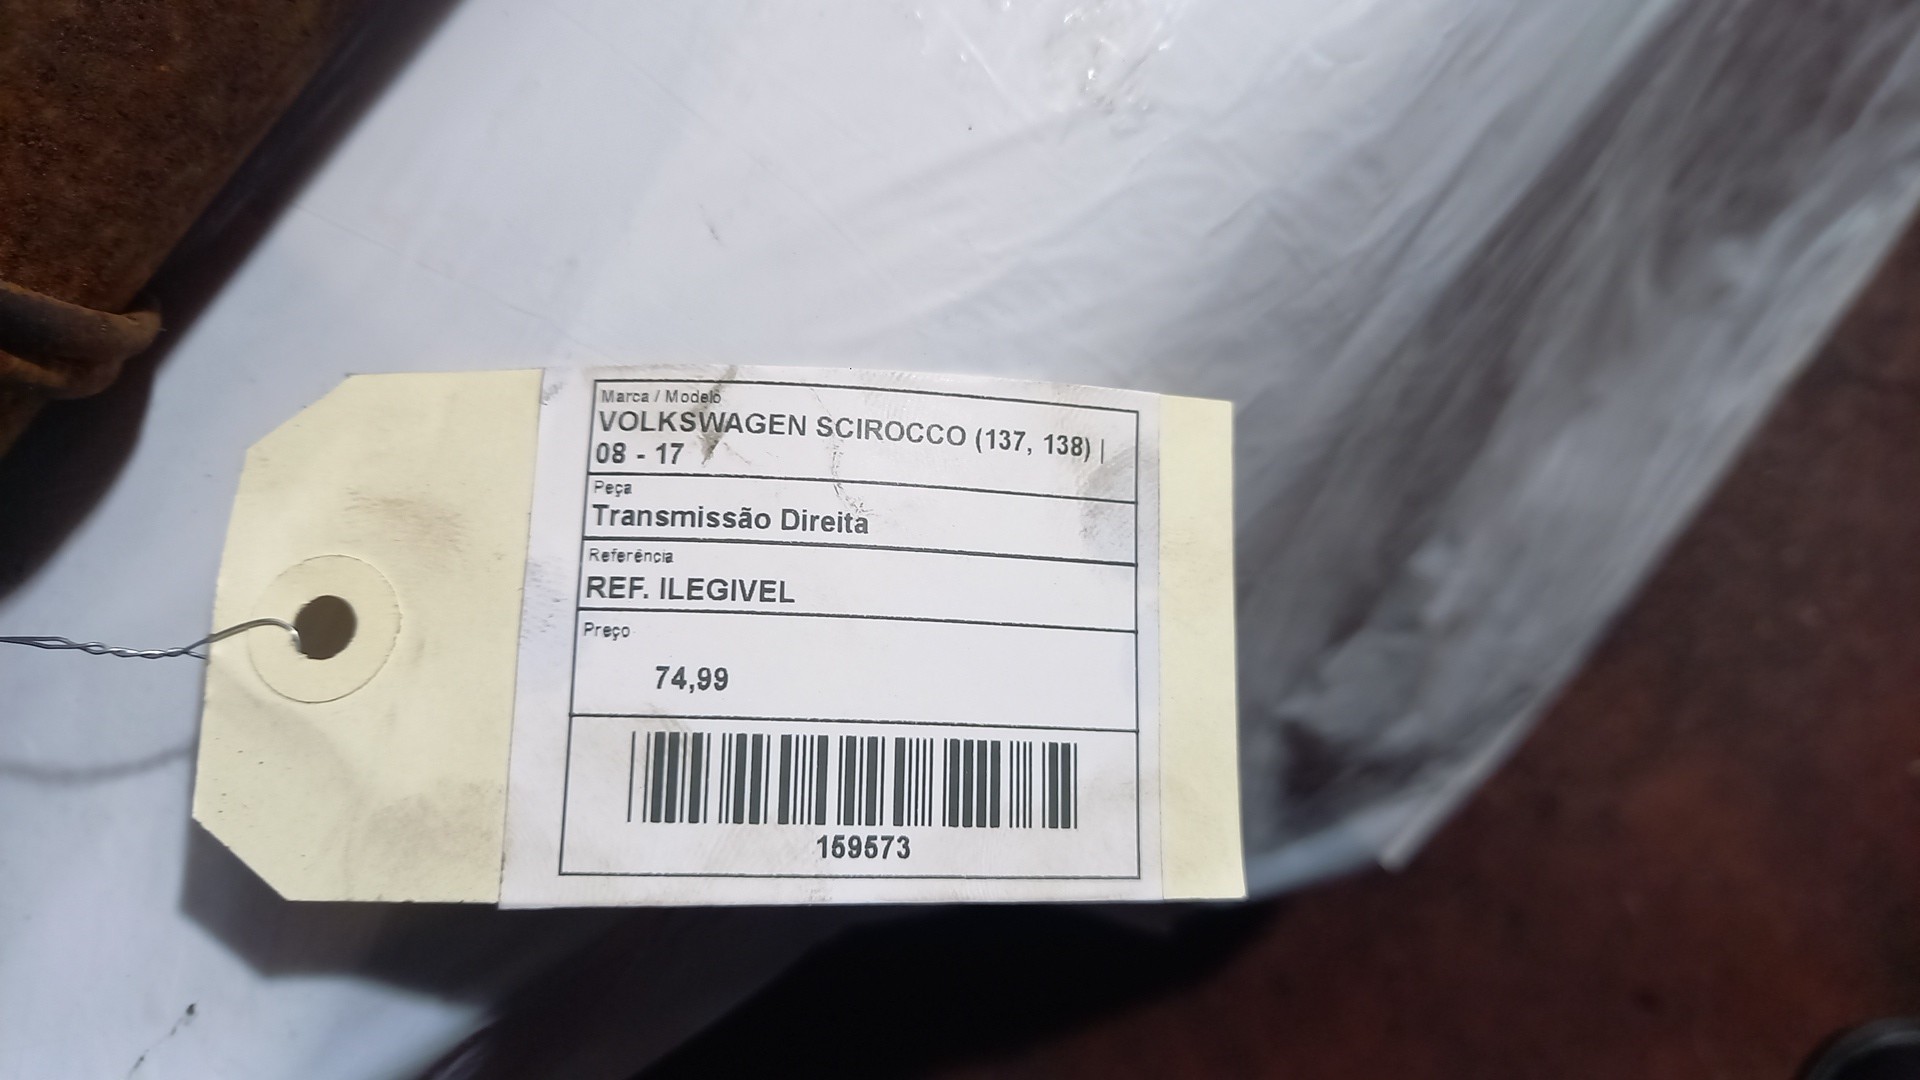 Marca / Modelo
VOLKSWAGEN SCIROCCO (137, 138) |
08 - 17
Peça
Transmissão Direita
Referência
REF. ILEGIVEL
Preço
74,99
159573